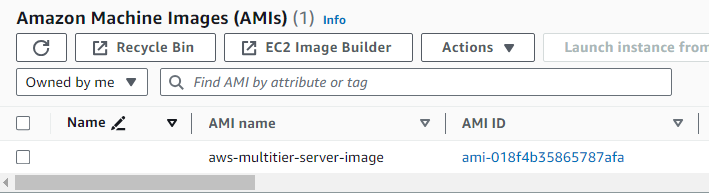 Amazon Machine Images (AMIs) (1) Info
Recycle Bin EC2 Image Builder Actions Launch instance from
Owned by me Find AMI by attribute or tag
Name AMI name AMI ID
aws-multitier-server-image ami-018f4b35865787afa